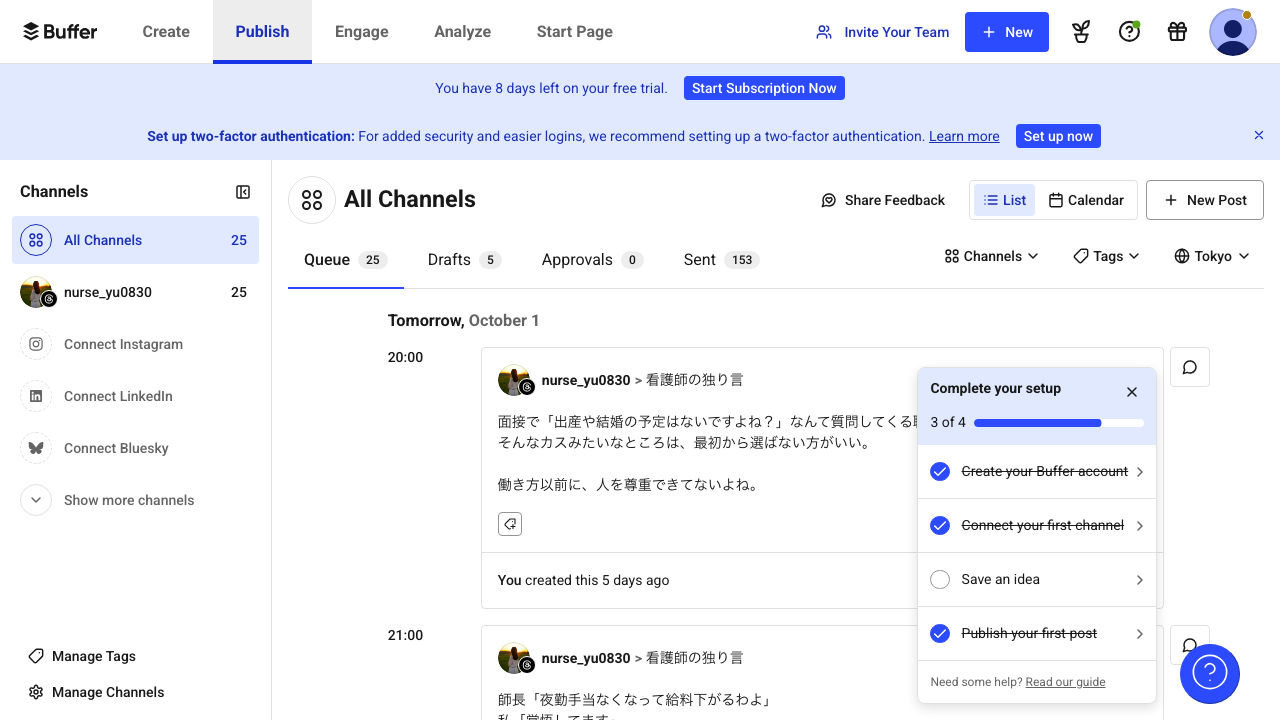 Buffer
Create
Publish
Engage
Analyze
Start Page
Invite Your Team
New
You have 8 days left on your free trial.
Start Subscription Now
Set up two-factor authentication: For added security and easier logins, we recommend setting up a two-factor authentication. Learn more
Set up now
Channels
All Channels 25
nurse_yu0830 25
Connect Instagram
Connect LinkedIn
Connect Bluesky
Show more channels
Manage Tags
Manage Channels
All Channels
Share Feedback
List
Calendar
New Post
Queue 25
Drafts 5
Approvals 0
Sent 153
Channels
Tags
Tokyo
Tomorrow, October 1
20:00
nurse_yu0830 > 看護師の独り言
面接で「出産や結婚の予定はないですよね？」なんて質問してくる
そんなカスみたいなところは、最初から選ばない方がいい。
働き方以前に、人を尊重できてないよね。
You created this 5 days ago
21:00
nurse_yu0830 > 看護師の独り言
師長「夜勤手当なくなって給料下がるわよ」
私「覚悟してます」
Complete your setup
3 of 4
Create your Buffer account
Connect your first channel
Save an idea
Publish your first post
Need some help? Read our guide